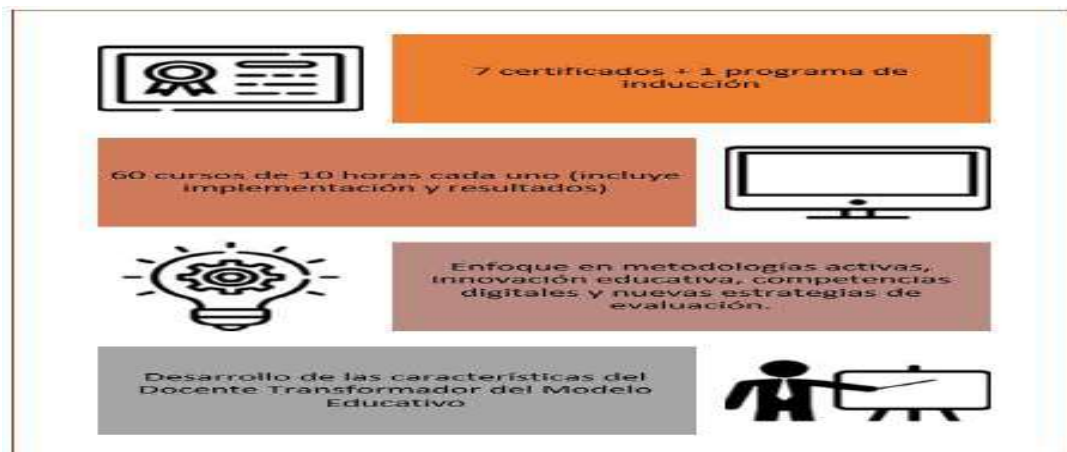 7 certificados + 1 programa de
inducción
60 cursos de 10 horas cada uno (incluye
implementación y resultados)
Enfoque en metodologías activas,
innovación educativa, competencias
digitales y nuevas estrategias de
evaluación.
Desarrollo de las características del
Docente Transformador del Modelo
Educativo